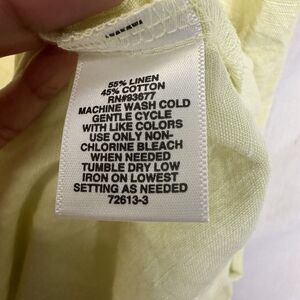 55% LINEN
45% COTTON
RN#93677
MACHINE WASH COLD
GENTLE CYCLE
WITH LIKE COLORS
USE ONLY NON-
CHLORINE BLEACH
WHEN NEEDED
TUMBLE DRY LOW
IRON ON LOWEST
SETTING AS NEEDED
72613-3